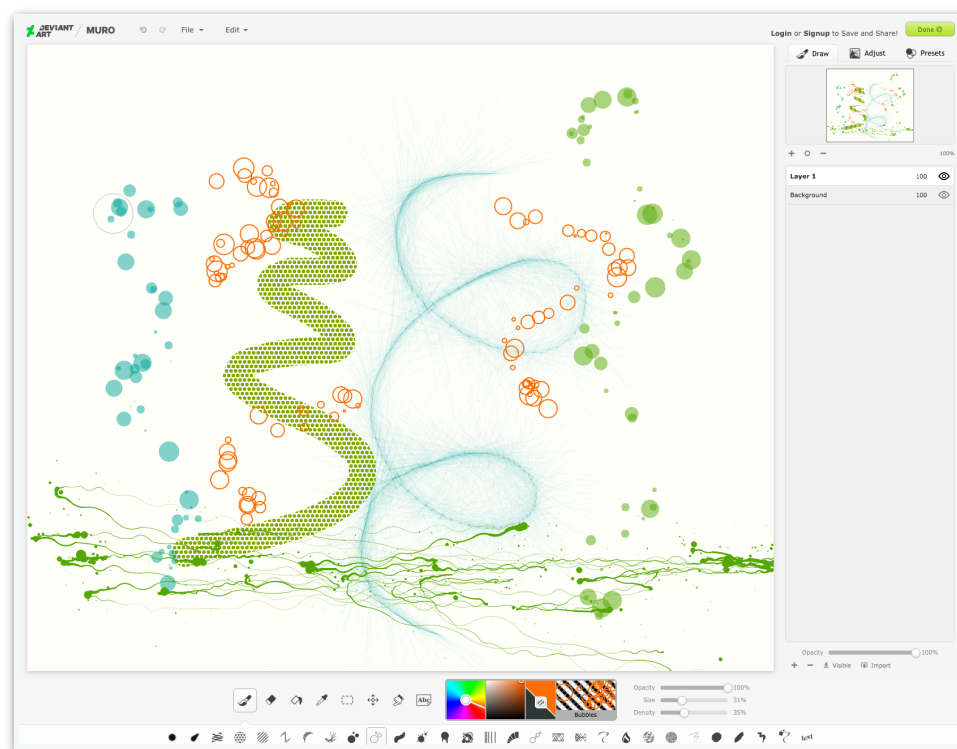 DEVIANT
ART
MURO
File
Edit
Login or Signup to Save and Share!
Done
Draw
Adjust
Presets
100%
Layer 1
100
Background
100
Opacity
100%
Visible
Import
Abc
Bubbles
Opacity
100%
Size
31%
Density
35%
text